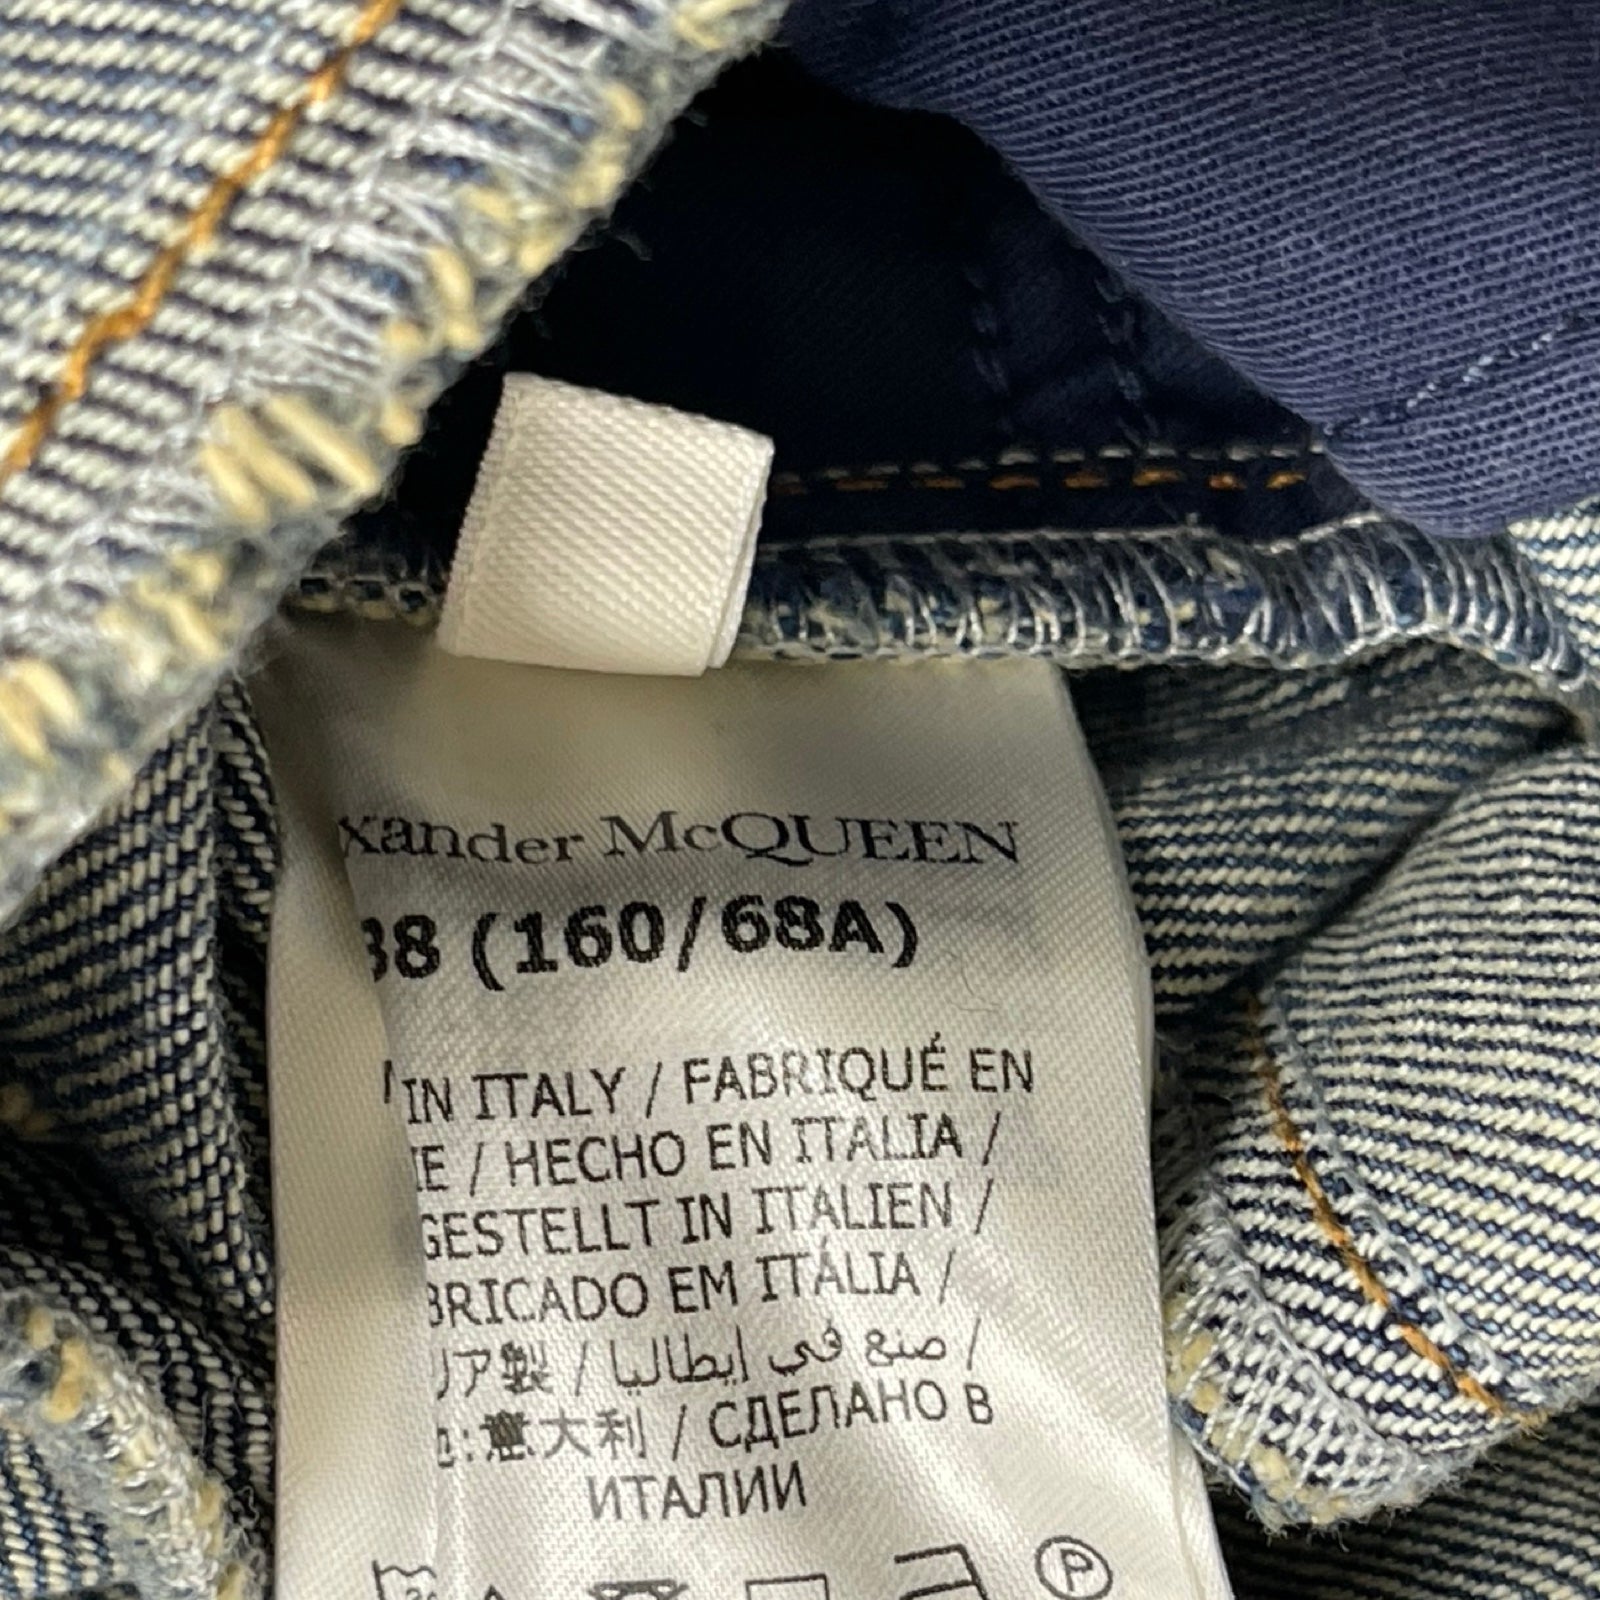 xander McQUEEN
38 (160/68A)
IN ITALY / FABRIQUÉ EN
IE / HECHO EN ITALIA /
GESTELLT IN ITALIEN /
BRICADO EM ITÁLIA /
リア製 / صنع في إيطاليا /
:意大利 / СДЕЛАНО В
ИТАЛИИ
P